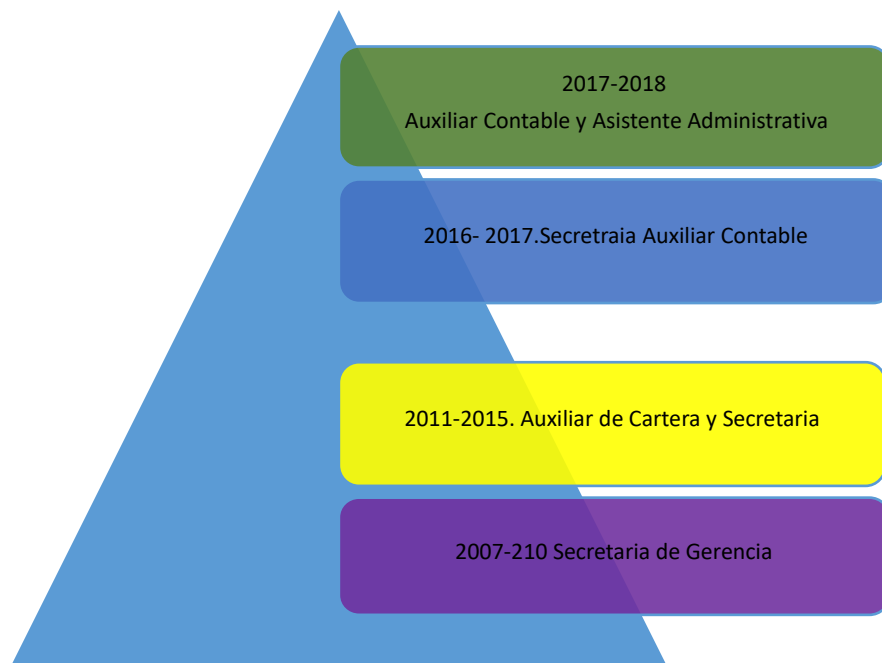 2017-2018
Auxiliar Contable y Asistente Administrativa
2016- 2017.Secretraia Auxiliar Contable
2011-2015. Auxiliar de Cartera y Secretaria
2007-210 Secretaria de Gerencia